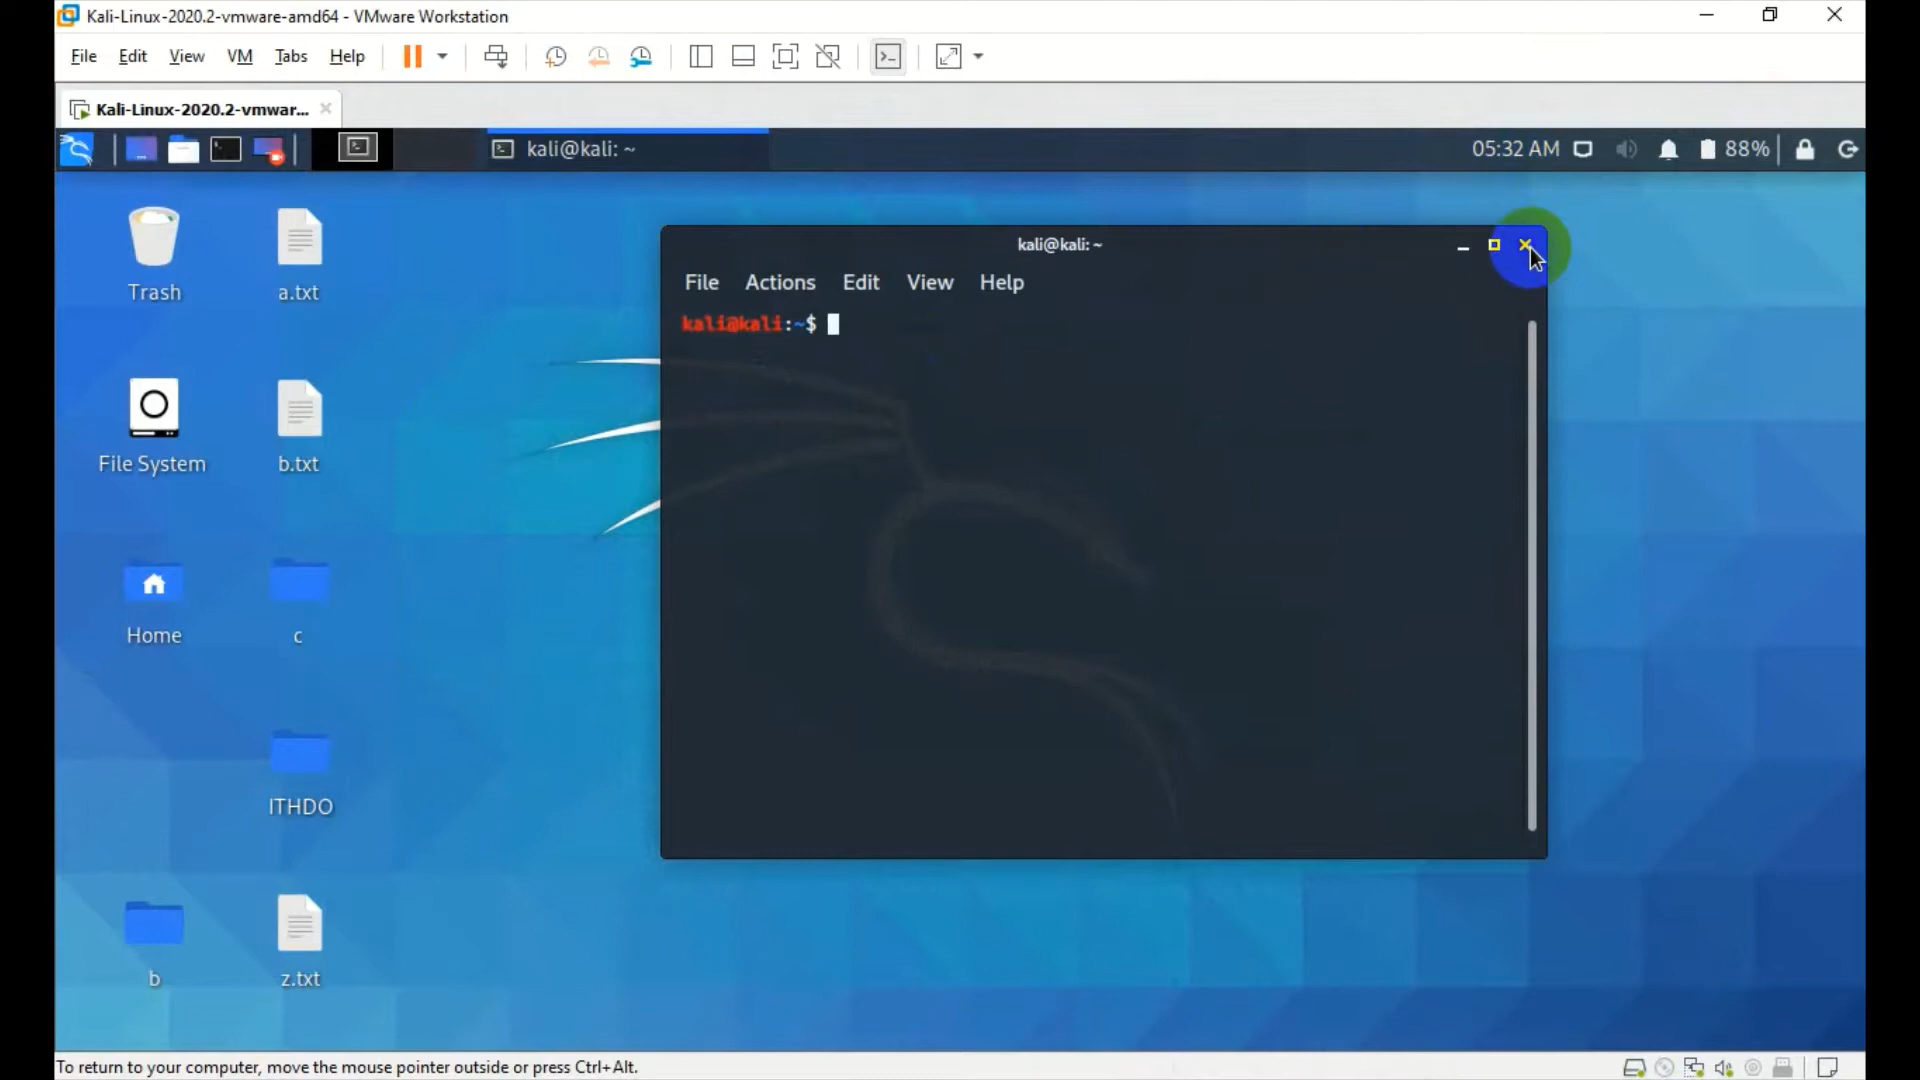 Kali-Linux-2020.2-vmware-amd64 - VMware Workstation
File Edit View VM Tabs Help
Kali-Linux-2020.2-vmwar...
kali@kali: ~
05:32 AM
88%
kali@kali: ~
File Actions Edit View Help
kali@kali:~$
Trash
a.txt
File System
b.txt
Home
c
ITHDO
b
z.txt
To return to your computer, move the mouse pointer outside or press Ctrl+Alt.